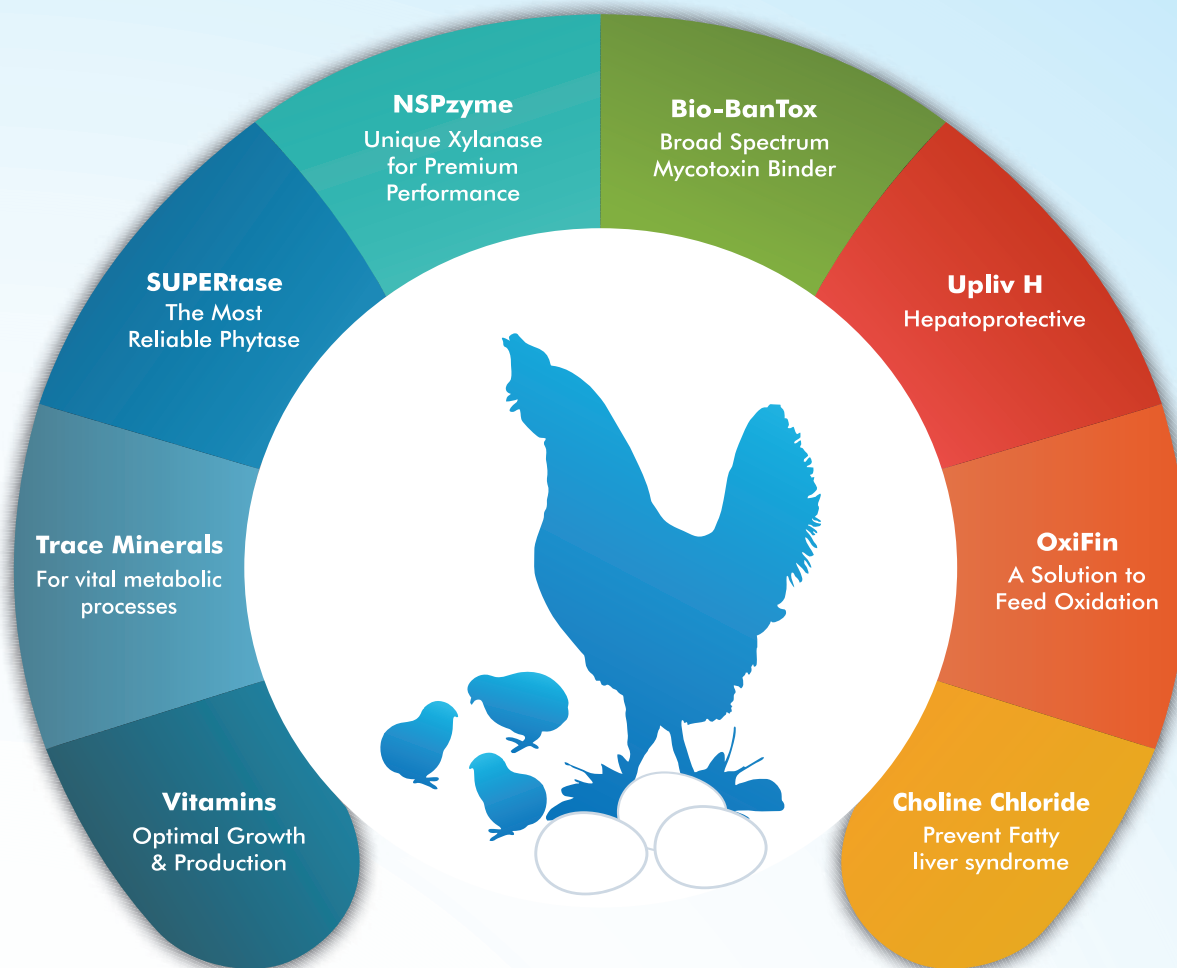 NSPzyme
Unique Xylanase
for Premium
Performance
Bio-BanTox
Broad Spectrum
Mycotoxin Binder
SUPERtase
The Most
Reliable Phytase
Upliv H
Hepatoprotective
Trace Minerals
For vital metabolic
processes
OxiFin
A Solution to
Feed Oxidation
Vitamins
Optimal Growth
& Production
Choline Chloride
Prevent Fatty
liver syndrome